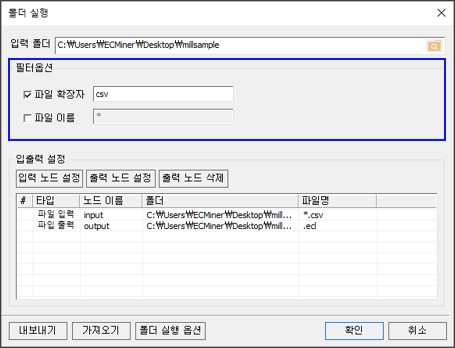 폴더 실행
입력 폴더 C:₩Users₩ECMiner₩Desktop₩millsample
필터옵션
파일 확장자 csv
파일 이름 *
입출력 설정
입력 노드 설정 출력 노드 설정 출력 노드 삭제
# 타입 노드 이름 폴더 파일명
파일 입력 input C:₩Users₩ECMiner₩Desktop₩mill... *.csv
파일 출력 output C:₩Users₩ECMiner₩Desktop₩mill... .ecl
내보내기 가져오기 폴더 실행 옵션 확인 취소